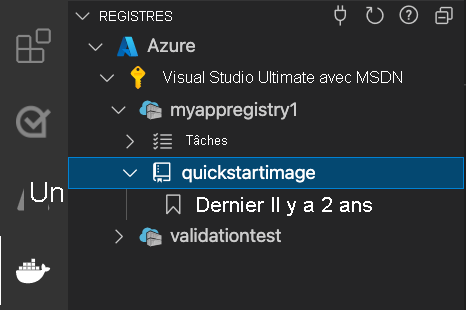 REGISTRES
Azure
Visual Studio Ultimate avec MSDN
myappregistry1
Tâches
quickstartimage
Un
Dernier Il y a 2 ans
validationtest